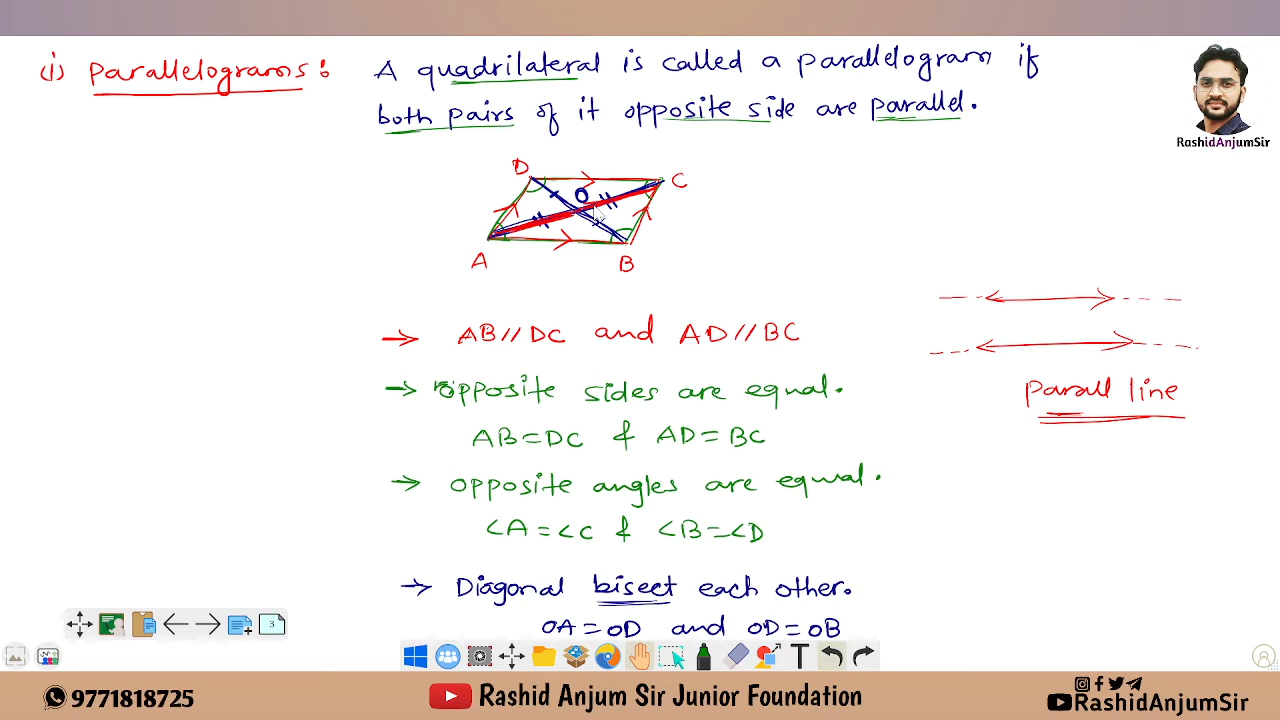 (i) Parallelograms: A quadrilateral is called a parallelogram if
both pairs of it opposite side are parallel.
RashidAnjumSir
D
C
O
A
B
→ AB//DC and AD//BC
→ opposite sides are equal.
Parall line
AB=DC & AD=BC
→ opposite angles are equal.
∠A=∠C & ∠B=∠D
→ Diagonal bisect each other.
OA=OD and OD=OB
3
T
9771818725
Rashid Anjum Sir Junior Foundation
RashidAnjumSir